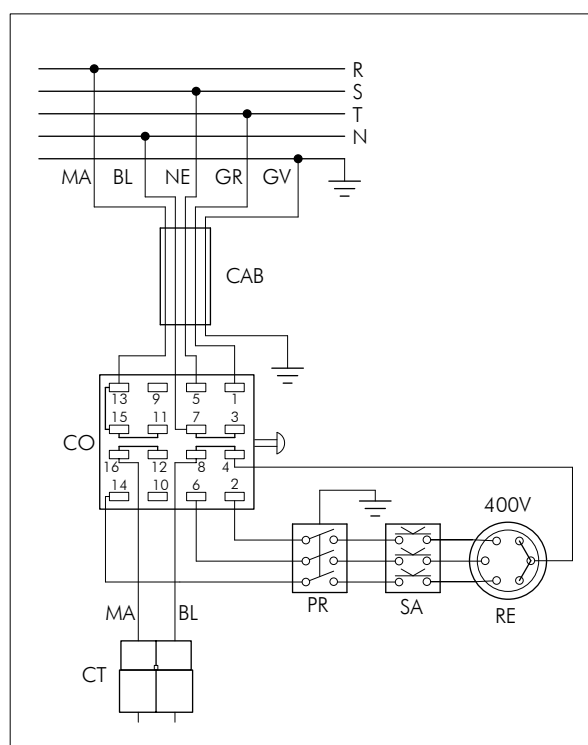 R
S
T
N
MA BL NE GR GV
CAB
13 9 5 1
15 11 7 3
CO
16 12 8 4
14 10 6 2
400V
MA BL
PR SA RE
CT